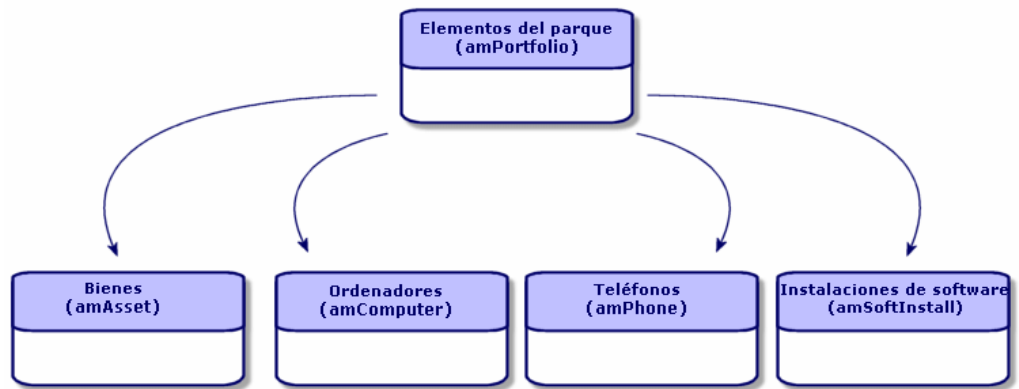 Elementos del parque
(amPortfolio)
Bienes
(amAsset)
Ordenadores
(amComputer)
Teléfonos
(amPhone)
Instalaciones de software
(amSoftInstall)